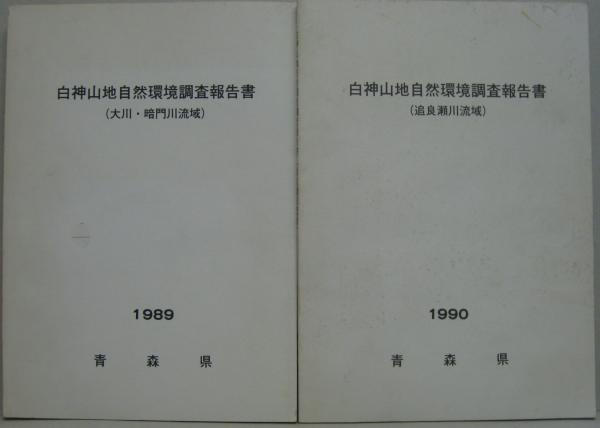 白神山地自然環境調査報告書
(大川・暗門川流域)
1989
青森県
白神山地自然環境調査報告書
(追良瀬川流域)
1990
青森県